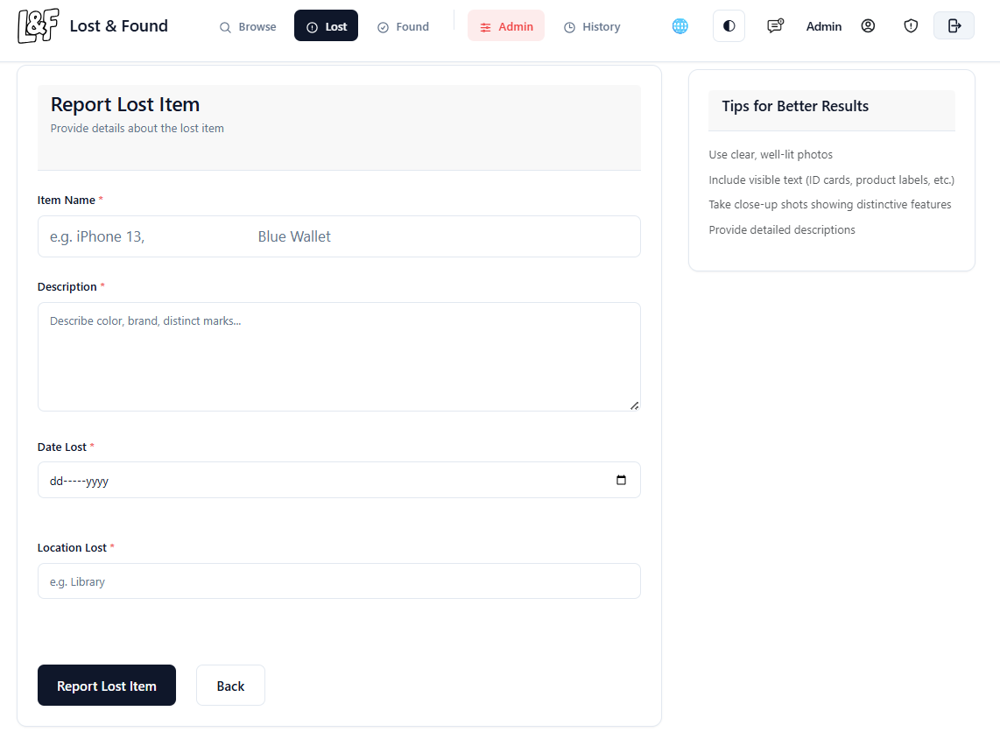 L&F Lost & Found Browse Lost Found Admin History Admin
Report Lost Item
Provide details about the lost item
Item Name *
e.g. iPhone 13, Blue Wallet
Description *
Describe color, brand, distinct marks...
Date Lost *
dd-----yyyy
Location Lost *
e.g. Library
Report Lost Item Back
Tips for Better Results
Use clear, well-lit photos
Include visible text (ID cards, product labels, etc.)
Take close-up shots showing distinctive features
Provide detailed descriptions